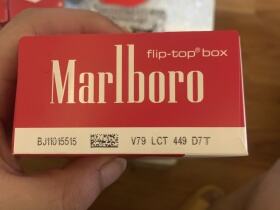 flip-top® box
Marlboro
BJ11015515 V79 LCT 449 D7T